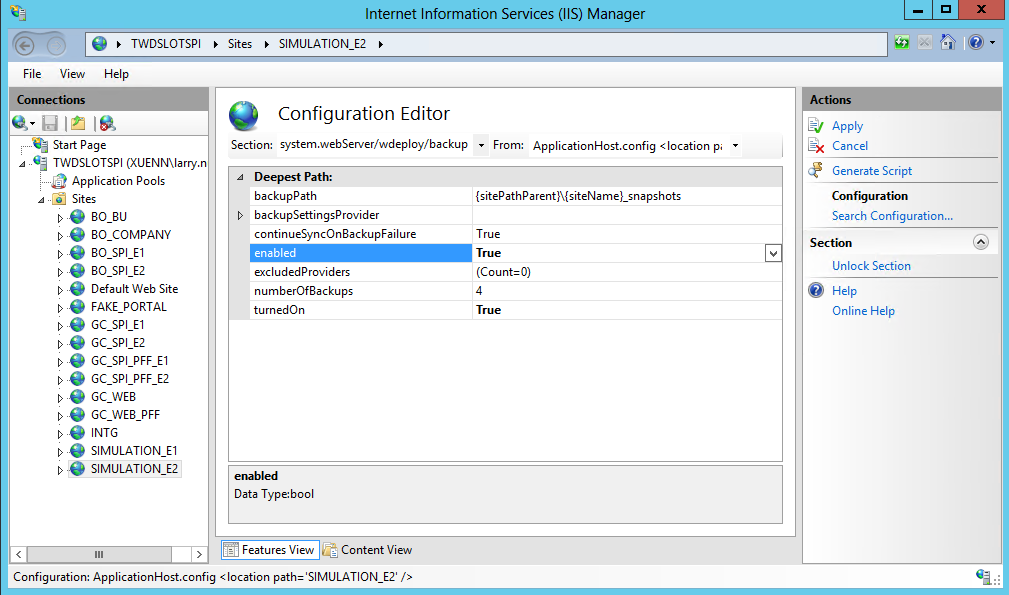 Internet Information Services (IIS) Manager
TWDSLOTSPI Sites SIMULATION_E2
File View Help
Connections
Start Page
TWDSLOTSPI (XUENN\larry.n
Application Pools
Sites
BO_BU
BO_COMPANY
BO_SPI_E1
BO_SPI_E2
Default Web Site
FAKE_PORTAL
GC_SPI_E1
GC_SPI_E2
GC_SPI_PFF_E1
GC_SPI_PFF_E2
GC_WEB
GC_WEB_PFF
INTG
SIMULATION_E1
SIMULATION_E2
Configuration Editor
Section: system.webServer/wdeploy/backup From: ApplicationHost.config <location pa
Deepest Path:
backupPath {sitePathParent}\{siteName}_snapshots
backupSettingsProvider
continueSyncOnBackupFailure True
enabled True
excludedProviders (Count=0)
numberOfBackups 4
turnedOn True
enabled
Data Type:bool
Features View Content View
Actions
Apply
Cancel
Generate Script
Configuration
Search Configuration...
Section
Unlock Section
Help
Online Help
Configuration: ApplicationHost.config <location path='SIMULATION_E2' />